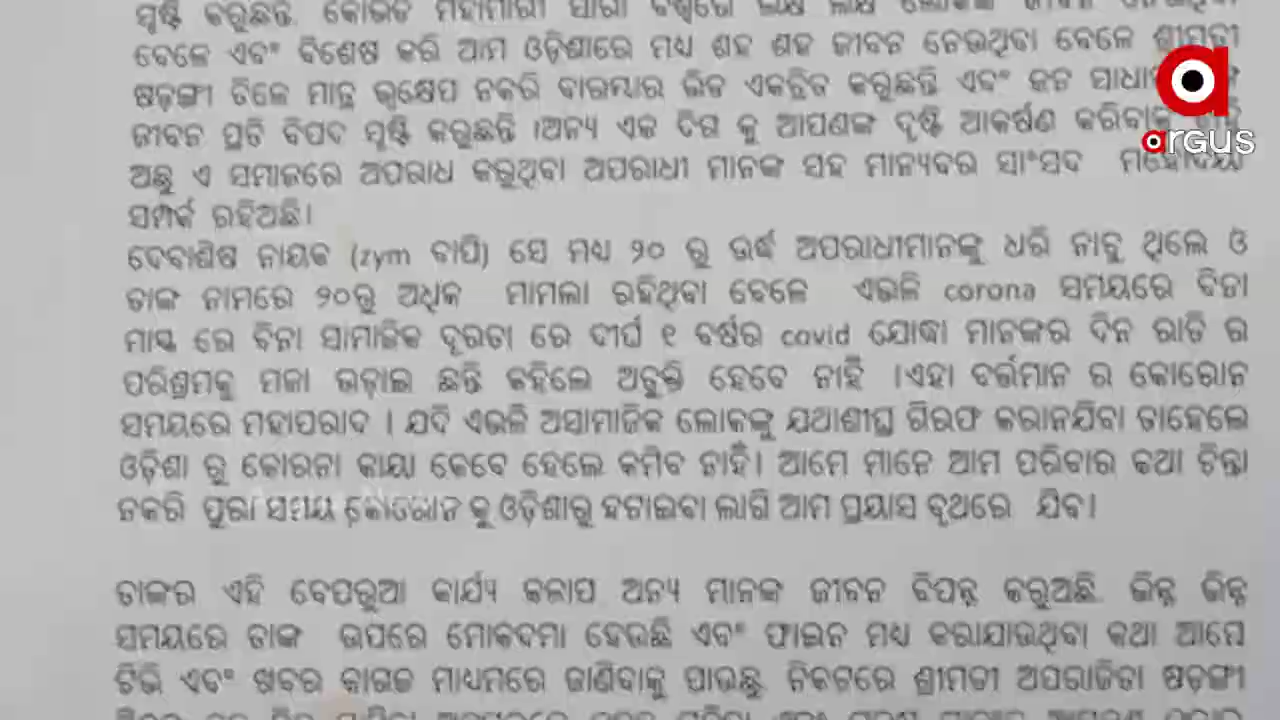 ସୃଷ୍ଟି କରୁଛନ୍ତି. କୋଭିଡ ମହାମାରୀ ସାରା ବିଶ୍ୱରେ ଲକ୍ଷ ଲକ୍ଷ
ବେଳେ ଏବଂ ବିଶେଷ କରି ଆମ ଓଡ଼ିଶାରେ ମଧ୍ୟ ଶହ ଶହ ଜୀବନ ନେଉଥିବା ବେଳେ ଶ୍ରୀମତୀ
ଷଡ଼ଙ୍ଗୀ ତିଳେ ମାତ୍ର ଭ୍ରୁକ୍ଷେପ ନକରି ବାରମ୍ବାର ଭିଡ ଏକତ୍ରିତ କରୁଛନ୍ତି ଏବଂ ଜନ
ଜୀବନ ପ୍ରତି ବିପଦ ସୃଷ୍ଟି କରୁଛନ୍ତି ।ଅନ୍ୟ ଏକ ଦିଗ କୁ ଆପଣଙ୍କ ଦୃଷ୍ଟି ଆକର୍ଷଣ କରିବାକୁ
ଅଛୁ ଏ ସମାଜରେ ଅପରାଧ କରୁଥିବା ଅପରାଧୀ ମାନଙ୍କ ସହ ମାନ୍ୟବର ସାଂସଦ ମହୋଦୟା
ସମ୍ପର୍କ ରହିଅଛି।
ଦେବାଶିଷ ନାୟକ (zym ବାପି) ସେ ମଧ୍ୟ ୨୦ ରୁ ଉର୍ଦ୍ଧ ଅପରାଧୀମାନଙ୍କୁ ଧରି ନାଚୁ ଥିଲେ ଓ
ତାଙ୍କ ନାମରେ ୨୦ରୁ ଅଧିକ ମାମଲା ରହିଥିବା ବେଳେ ଏଭଳି corona ସମୟରେ ବିନା
ମାସ୍କ ରେ ବିନା ସାମାଜିକ ଦୂରତା ରେ ଦୀର୍ଘ ୧ ବର୍ଷର covid ଯୋଦ୍ଧା ମାନଙ୍କର ଦିନ ରାତି ର
ପରିଶ୍ରମକୁ ମଜା ଉଡ଼ାଇ ଛନ୍ତି କହିଲେ ଅତ୍ୟୁକ୍ତି ହେବେ ନାହିଁ ।ଏହା ବର୍ତ୍ତମାନ ର କୋରୋନ
ସମୟରେ ମହାପରାଦ । ଯଦି ଏଭଳି ଅସାମାଜିକ ଲୋକଙ୍କୁ ଯଥାଶୀଘ୍ର ଗିରଫ କରାନଯିବା ତାହେଲେ
ଓଡ଼ିଶା ରୁ କୋରନା କାୟା କେବେ ହେଲେ କମିବ ନାହିଁ। ଆମେ ମାନେ ଆମ ପରିବାର କଥା ଚିନ୍ତା
ନକରି ପୁରା ସମୟ କୋରୋନ କୁ ଓଡ଼ିଶାରୁ ହଟାଇବା ଲାଗି ଆମ ପ୍ରୟାସ ବୃଥାରେ ଯିବ।
ତାଙ୍କର ଏହି ବେପରୁଆ କାର୍ଯ୍ୟ କଳାପ ଅନ୍ୟ ମାନଙ୍କ ଜୀବନ ବିପନ୍ନ କରୁଅଛି. ଭିନ୍ନ ଭିନ୍ନ
ସମୟରେ ତାଙ୍କ ଉପରେ ମୋକଦମା ହେଉଛି ଏବଂ ଫାଇନ ମଧ୍ୟ କରାଯାଉଥିବା କଥା ଆମେ
ଟିଭି ଏବଂ ଖବର କାଗଜ ମାଧ୍ୟମରେ ଜାଣିବାକୁ ପାଉଛୁ. ନିକଟରେ ଶ୍ରୀମତୀ ଅପରାଜିତା ଷଡ଼ଙ୍ଗୀ
argus